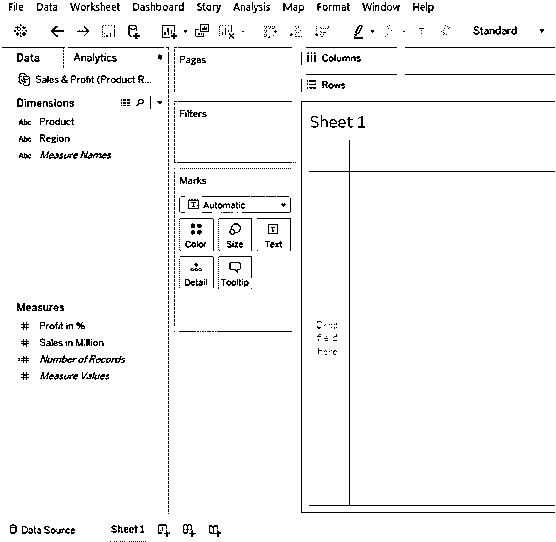 File Data Worksheet Dashboard Story Analysis Map Format Window Help
Standard
Data Analytics
Sales & Profit (Product R...
Dimensions
Abc Product
Abc Region
Abc Measure Names
Measures
# Profit in %
# Sales in Million
# Number of Records
# Measure Values
Pages
Filters
Marks
Automatic
Color Size Text
Detail Tooltip
Columns
Rows
Sheet 1
Drop
field
here
Data Source Sheet 1